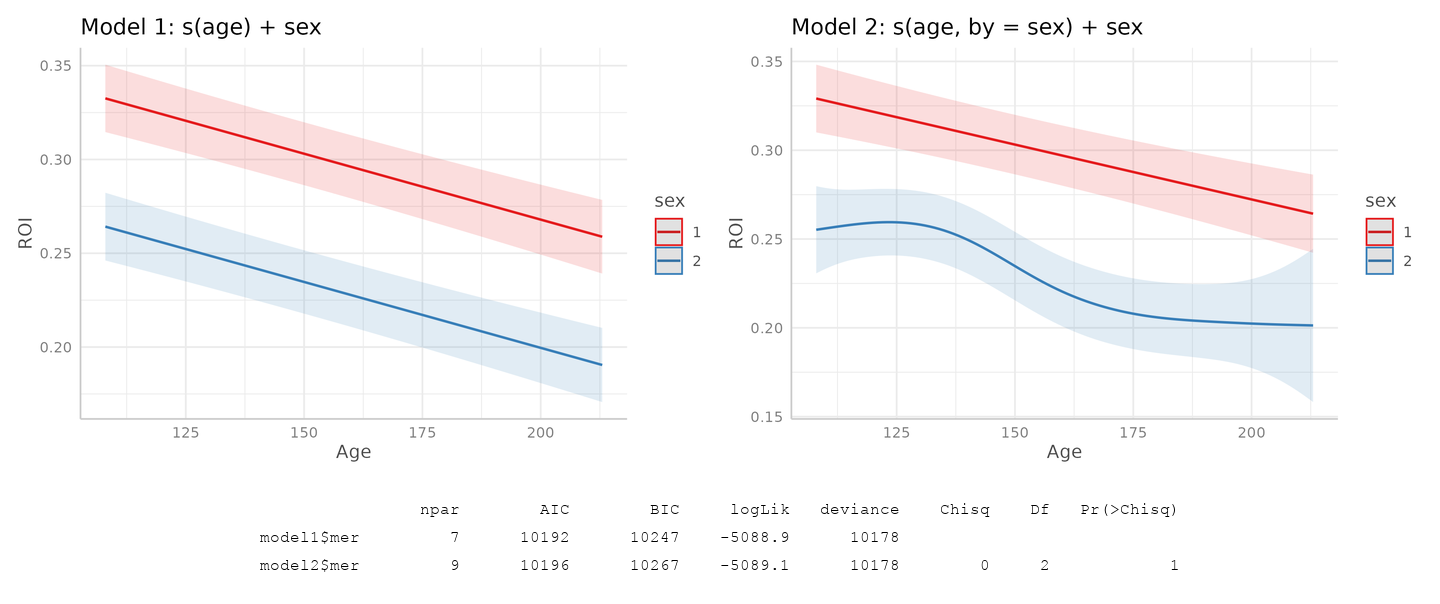 Model 1: s(age) + sex
0.35
0.30
0.25
0.20
ROI
125 150 175 200
Age
sex
1
2
Model 2: s(age, by = sex) + sex
0.35
0.30
0.25
0.20
0.15
ROI
125 150 175 200
Age
sex
1
2
npar AIC BIC logLik deviance Chisq Df Pr(>Chisq)
model1$mer 7 10192 10247 -5088.9 10178
model2$mer 9 10196 10267 -5089.1 10178 0 2 1